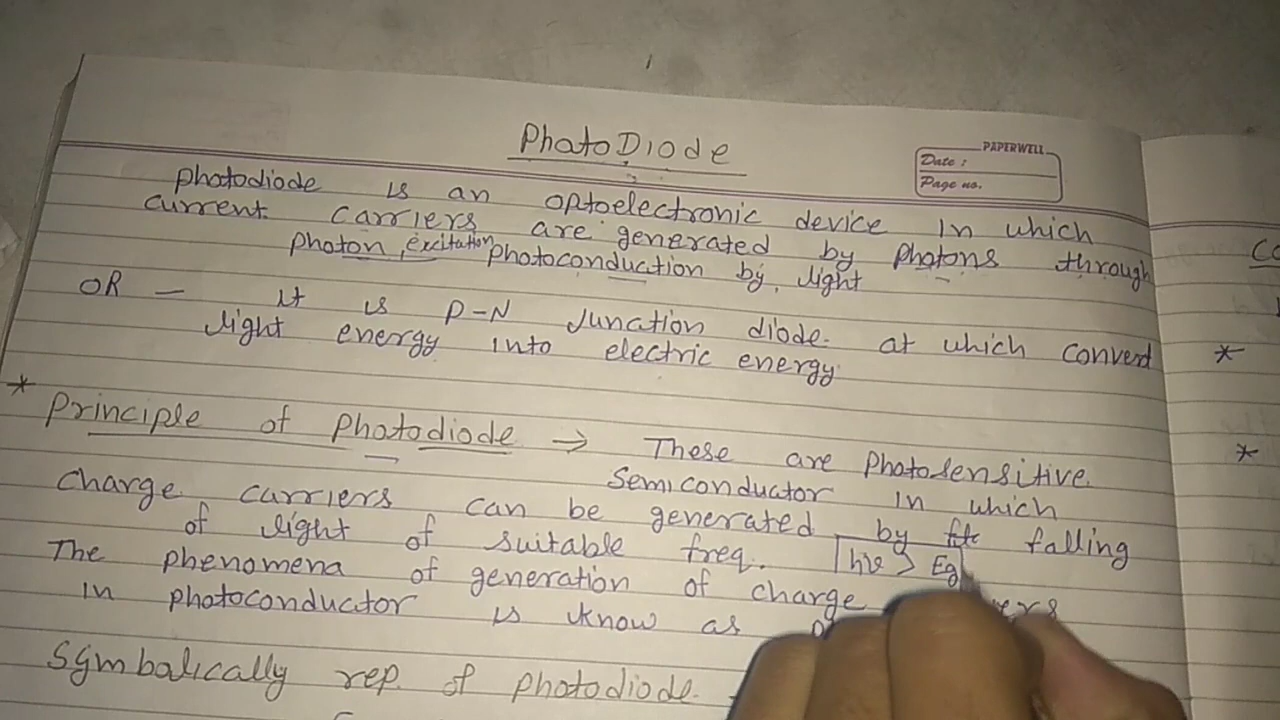 PhatoDiode
PAPERWELL
Date :
Page no.
photodiode is an optoelectronic device in which
current carriers are generated by photons through
photon excitation photoconduction by light
OR - it is P-N Junction diode. at which convert
light energy into electric energy
* Principle of Photodiode → These are Photosensitive
Semiconductor in which
charge carriers can be generated by falling
of light of suitable freq. hν > Eg
The phenomena of generation of charge
in photoconductor is know as
Symbalically rep. of photodiode.
*
*